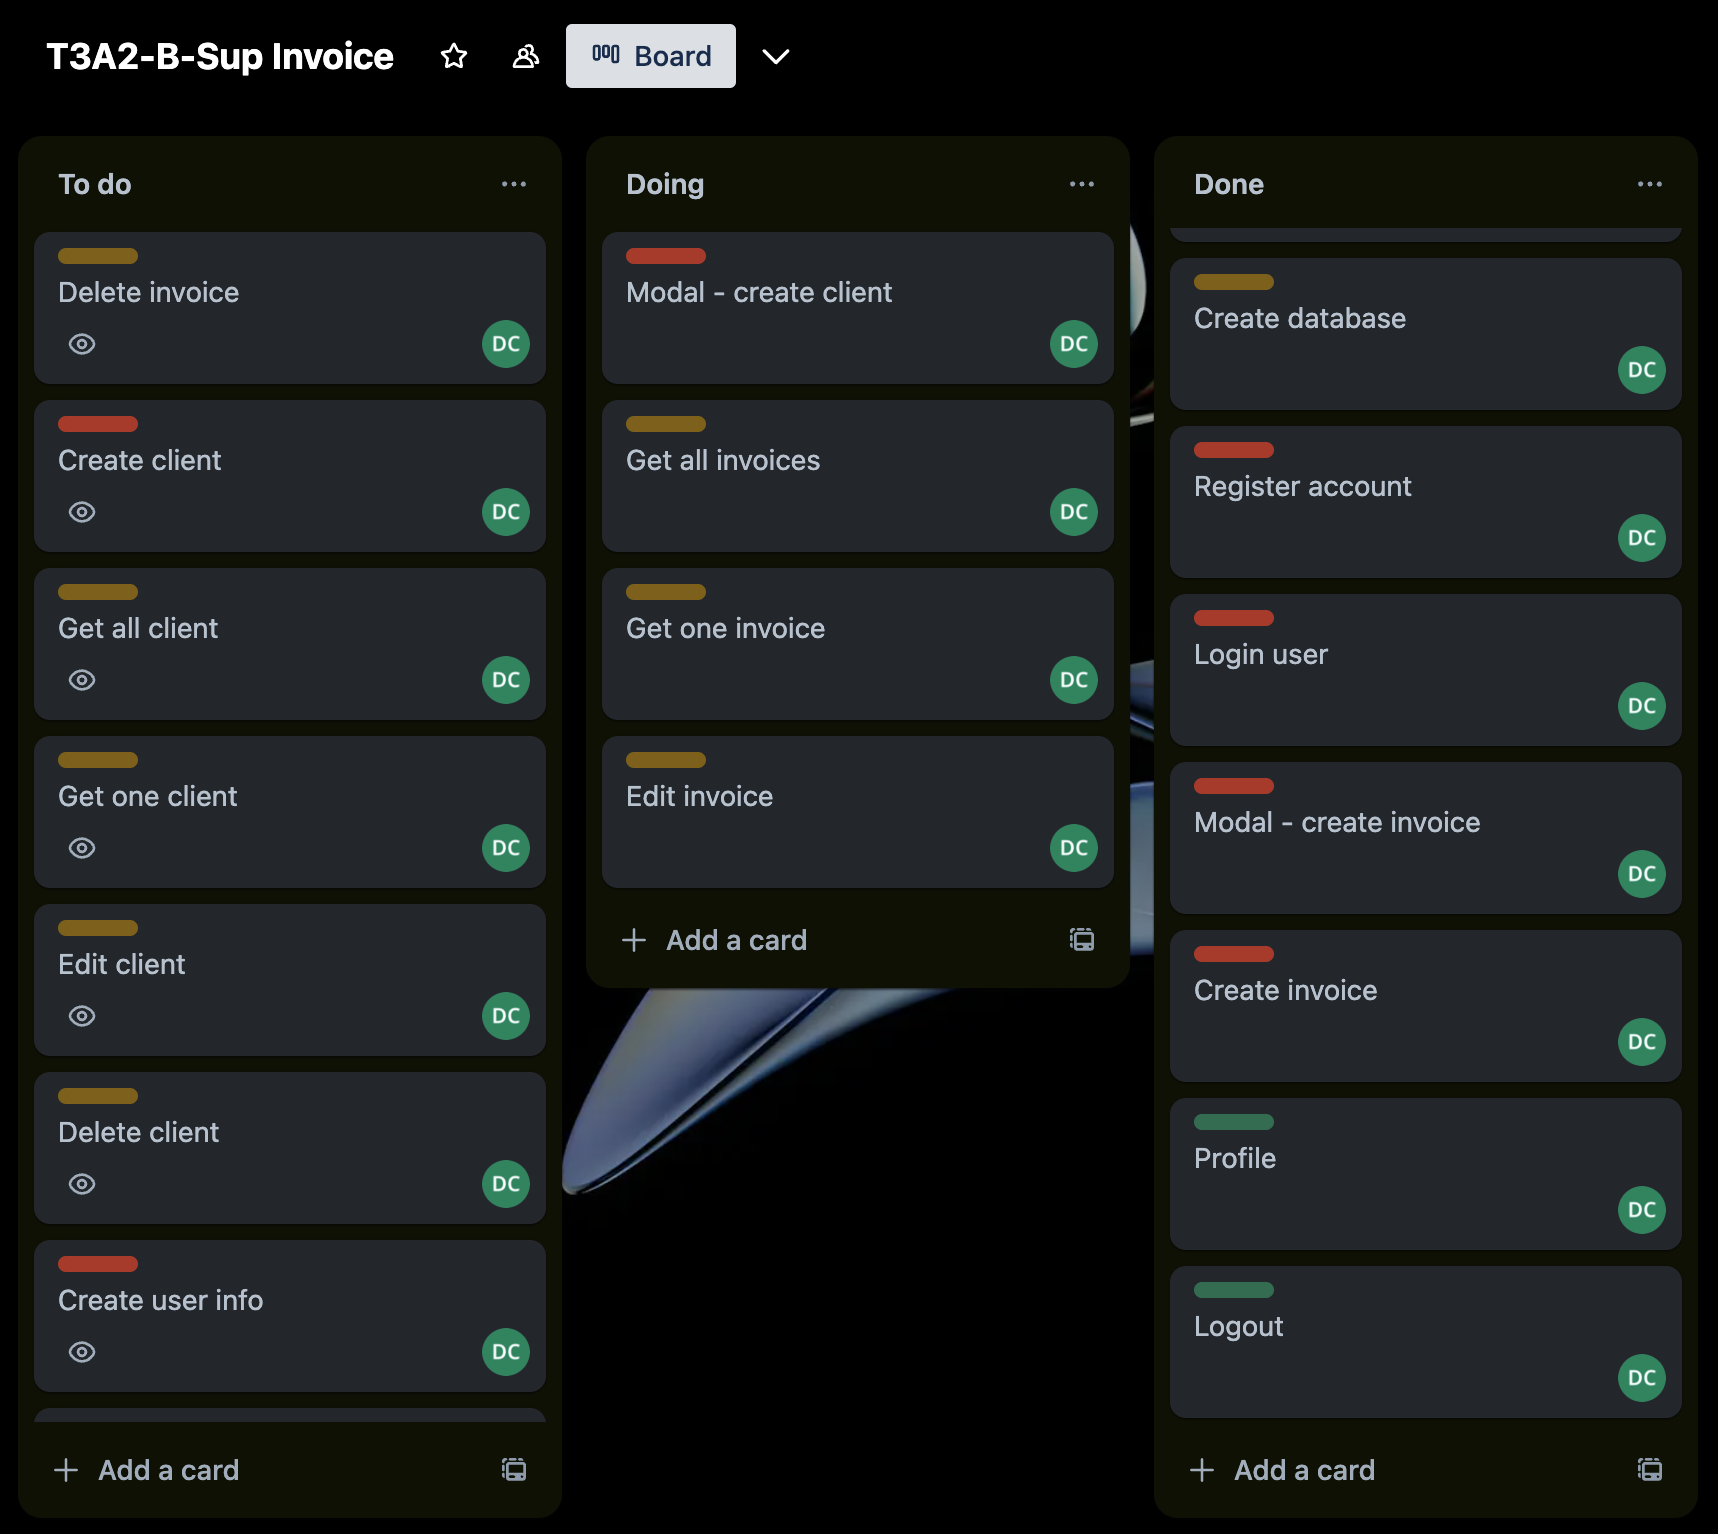 T3A2-B-Sup Invoice
Board
To do
Delete invoice
DC
Create client
DC
Get all client
DC
Get one client
DC
Edit client
DC
Delete client
DC
Create user info
DC
Add a card
Doing
Modal - create client
DC
Get all invoices
DC
Get one invoice
DC
Edit invoice
DC
Add a card
Done
Create database
DC
Register account
DC
Login user
DC
Modal - create invoice
DC
Create invoice
DC
Profile
DC
Logout
DC
Add a card